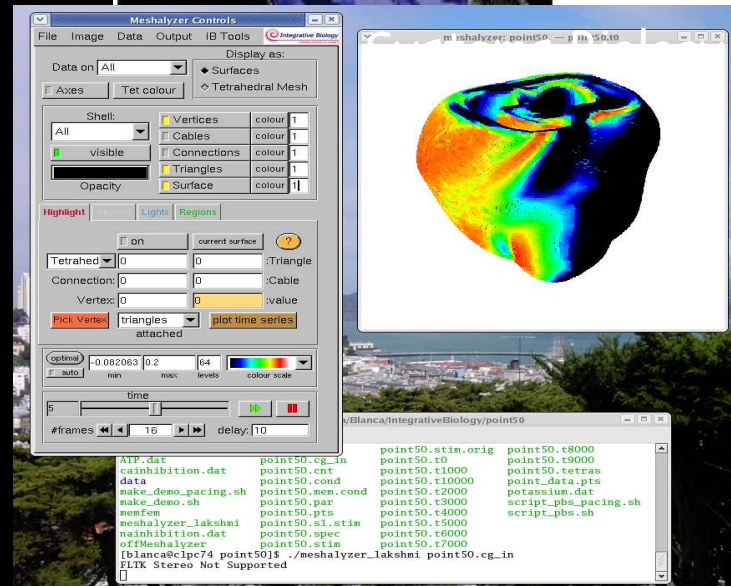 Meshalyzer Controls
File Image Data Output IB Tools Integrative Biology
Data on All
Display as:
Surfaces
Tetrahedral Mesh
Axes Tet colour
Shell:
All
visible
Opacity
Vertices colour 1
Cables colour 1
Connections colour 1
Triangles colour 1
Surface colour 1
Highlight Vectors Lights Regions
on current surface ?
Tetrahed 0 0 :Triangle
Connection: 0 0 :Cable
Vertex: 0 0 :value
Pick Vertex triangles plot time series
attached
optimal -0.082063 0.2 64
auto min max levels colour scale
time
5
#frames 16 delay: 10
meshalyzer: point50. — point50.t0
/Blanca/IntegrativeBiology/point50
point50.stim.orig point50.t8000
ATP.dat point50.cg_in point50.t0 point50.t9000
cainhibition.dat point50.cnt point50.t1000 point50.tetras
data point50.cond point50.t10000 point_data.pts
make_demo_pacing.sh point50.mem.cond point50.t2000 potassium.dat
make_demo.sh point50.par point50.t3000 script_pbs_pacing.sh
memfem point50.pts point50.t4000 script_pbs.sh
meshalyzer_lakshmi point50.s1.stim point50.t5000
offMeshalyzer point50.spec point50.t6000
point50.stim point50.t7000
[blanca@clpc74 point50]$ ./meshalyzer_lakshmi point50.cg_in
FLTK Stereo Not Supported